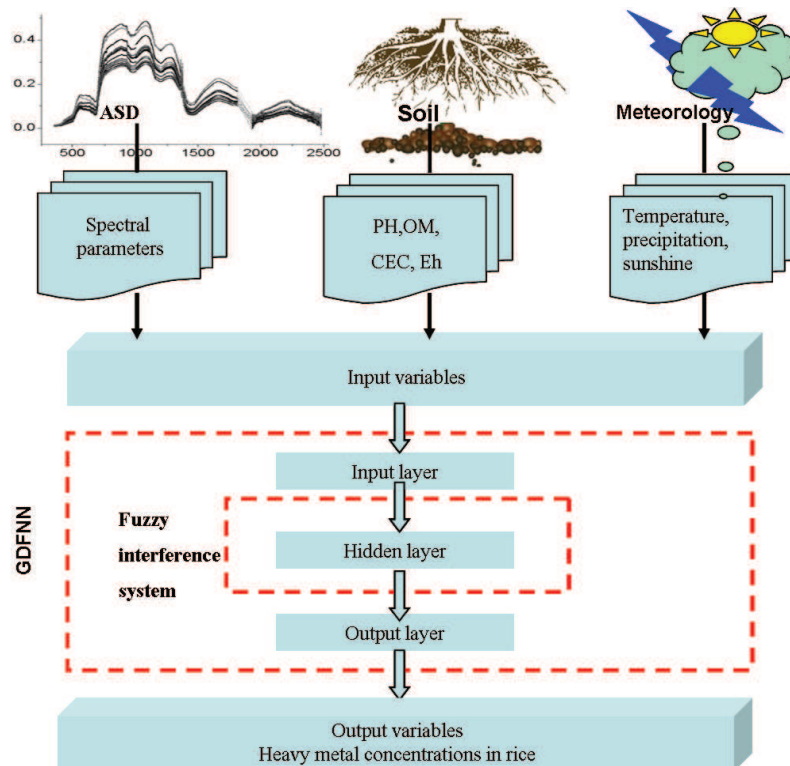 0.4
0.2
0.0
ASD
500
1000
1500
2000
2500
Soil
Meteorology
Spectral
parameters
PH,OM,
CEC, Eh
Temperature,
precipitation,
sunshine
Input variables
GDFNN
Input layer
Fuzzy
interference
system
Hidden layer
Output layer
Output variables
Heavy metal concentrations in rice